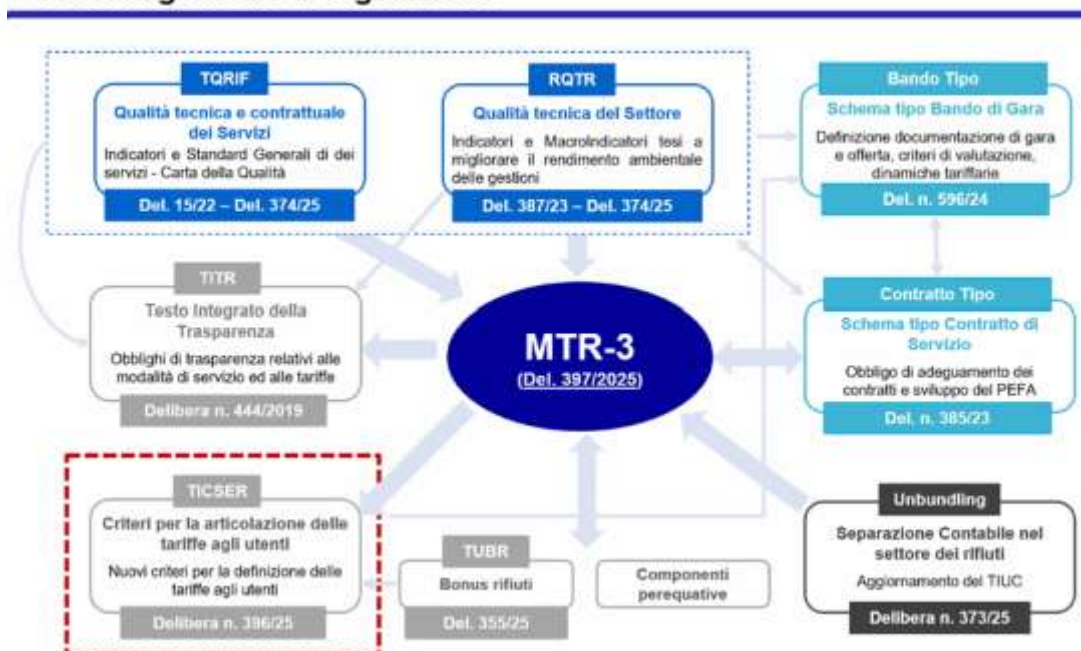 TQRIF
Qualità tecnica e contrattuale
dei Servizi
Indicatori e Standard Generali di dei
servizi - Carta della Qualità
Del. 15/22 – Del. 374/25
RQTR
Qualità tecnica del Settore
Indicatori e MacroIndicatori tesi a
migliorare il rendimento ambientale
delle gestioni
Del. 387/23 – Del. 374/25
Bando Tipo
Schema tipo Bando di Gara
Definizione documentazione di gara
e offerta, criteri di valutazione,
dinamiche tariffarie
Del. n. 596/24
TITR
Testo Integrato della
Trasparenza
Obblighi di trasparenza relativi alle
modalità di servizio ed alle tariffe
Delibera n. 444/2019
MTR-3
(Del. 397/2025)
Contratto Tipo
Schema tipo Contratto di
Servizio
Obbligo di adeguamento dei
contratti e sviluppo del PEFA
Del. n. 385/23
TICSER
Criteri per la articolazione delle
tariffe agli utenti
Nuovi criteri per la definizione delle
tariffe agli utenti
Delibera n. 396/25
TUBR
Bonus rifiuti
Del. 355/25
Componenti
perequative
Unbundling
Separazione Contabile nel
settore dei rifiuti
Aggiornamento del TIUC
Delibera n. 373/25